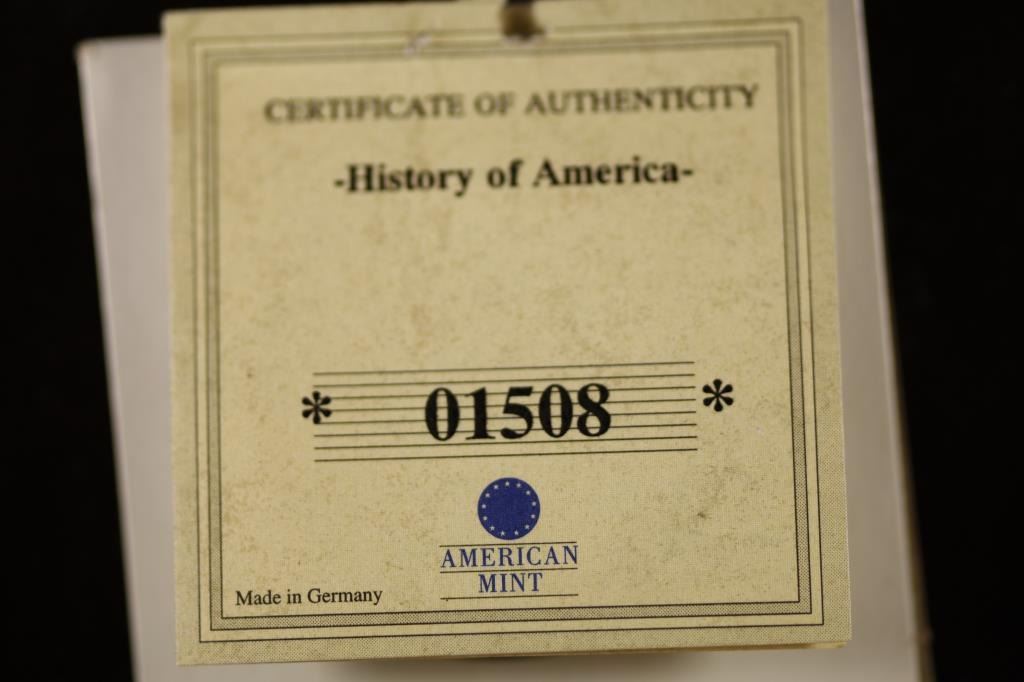 CERTIFICATE OF AUTHENTICITY
-History of America-
* 01508 *
AMERICAN
MINT
Made in Germany